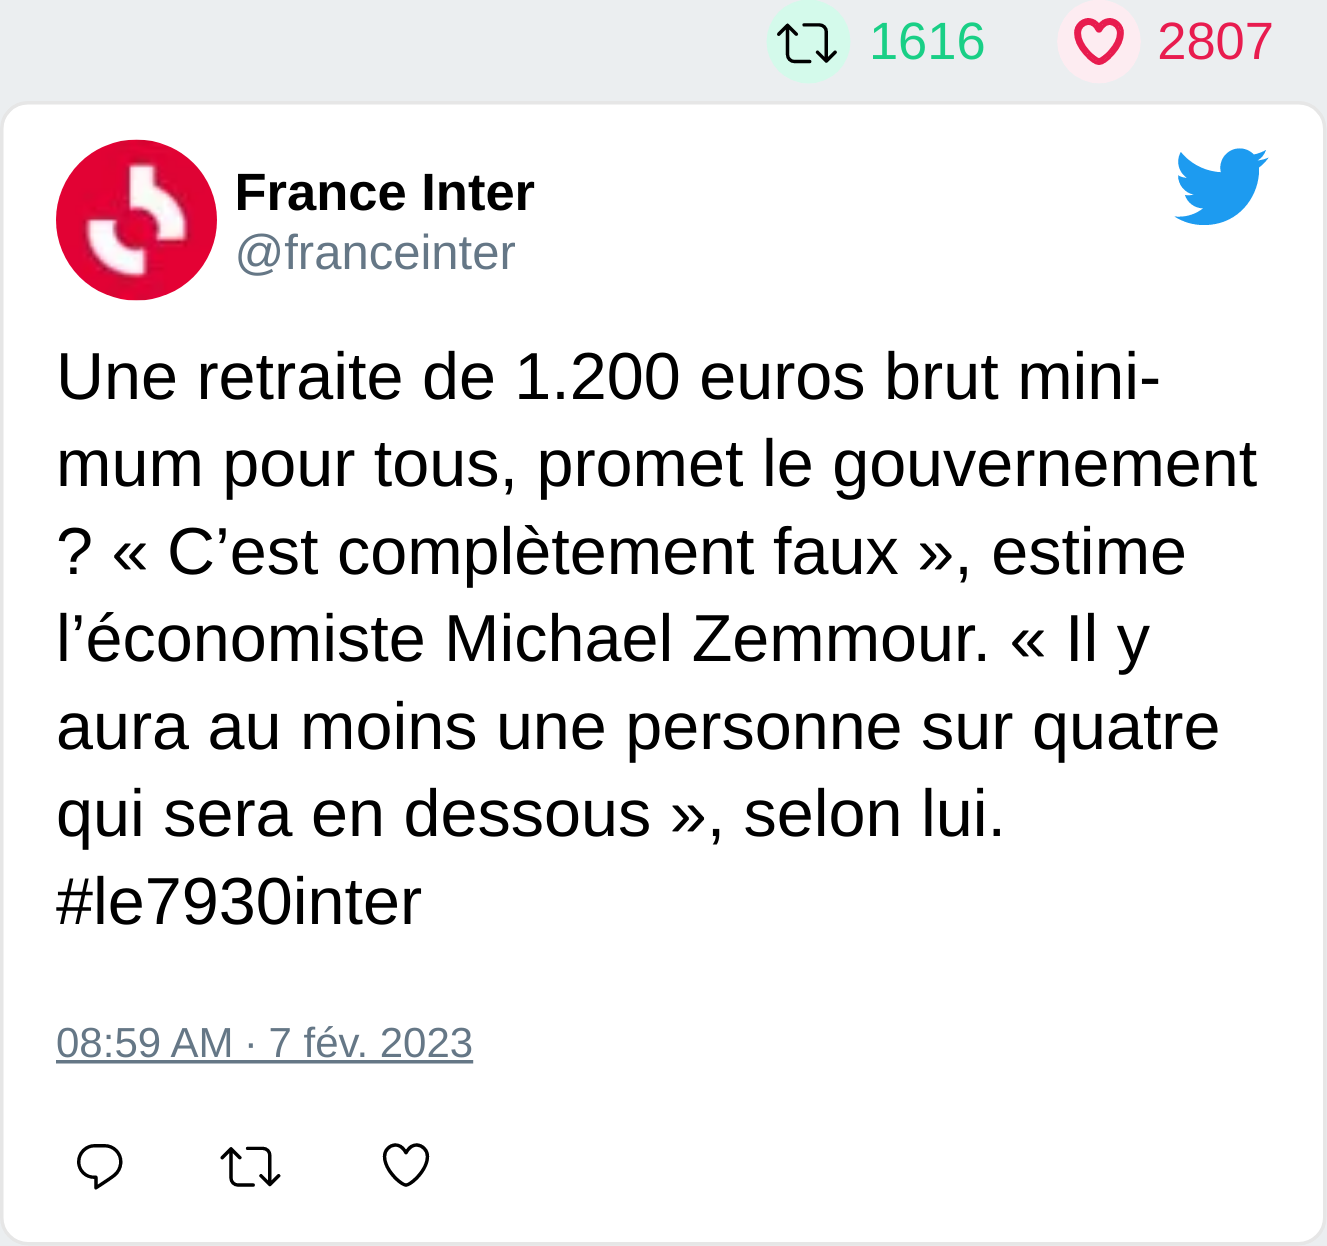 1616 2807
France Inter
@franceinter
Une retraite de 1.200 euros brut mini-
mum pour tous, promet le gouvernement
? « C’est complètement faux », estime
l’économiste Michael Zemmour. « Il y
aura au moins une personne sur quatre
qui sera en dessous », selon lui.
#le7930inter
08:59 AM · 7 fév. 2023